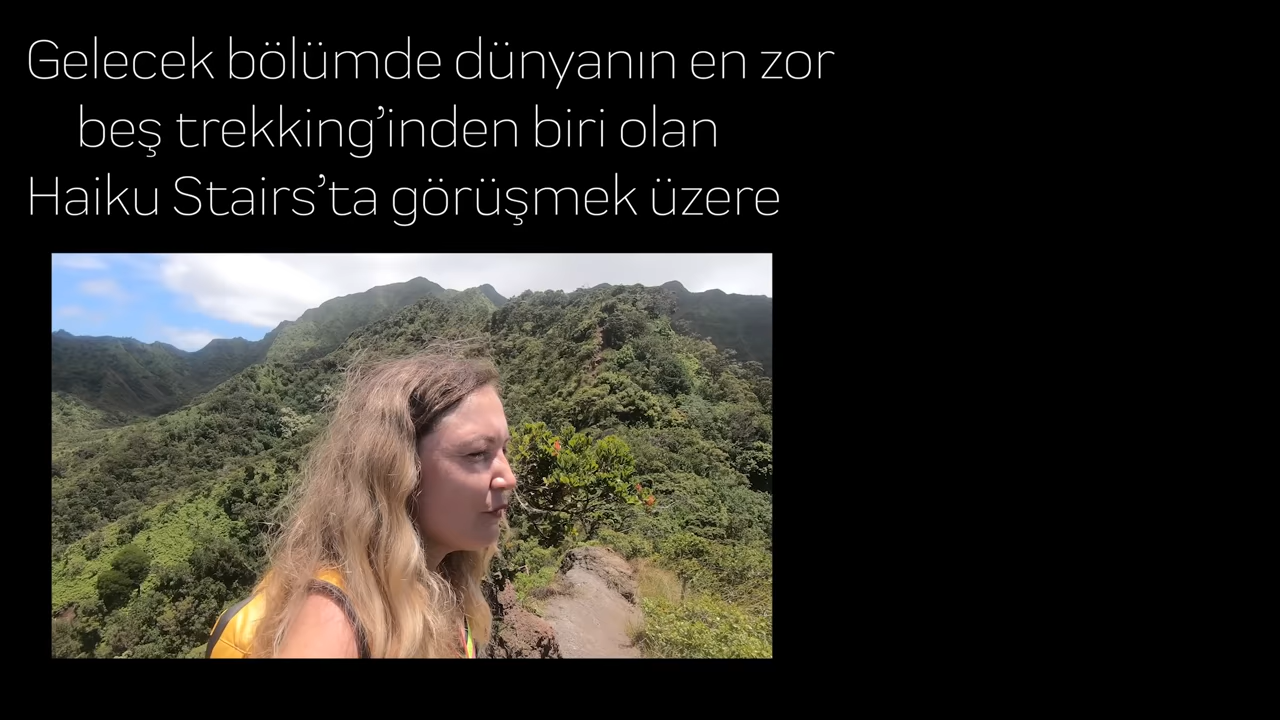 Gelecek bölümde dünyanın en zor
beş trekking’inden biri olan
Haiku Stairs’ta görüşmek üzere